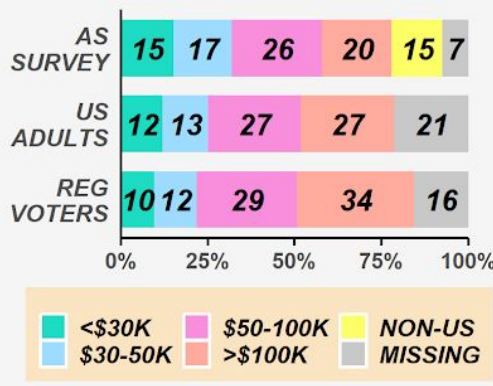 AS
SURVEY
15 17 26 20 15 7
US
ADULTS
12 13 27 27 21
REG
VOTERS
10 12 29 34 16
0% 25% 50% 75% 100%
<$30K $50-100K NON-US
$30-50K >$100K MISSING